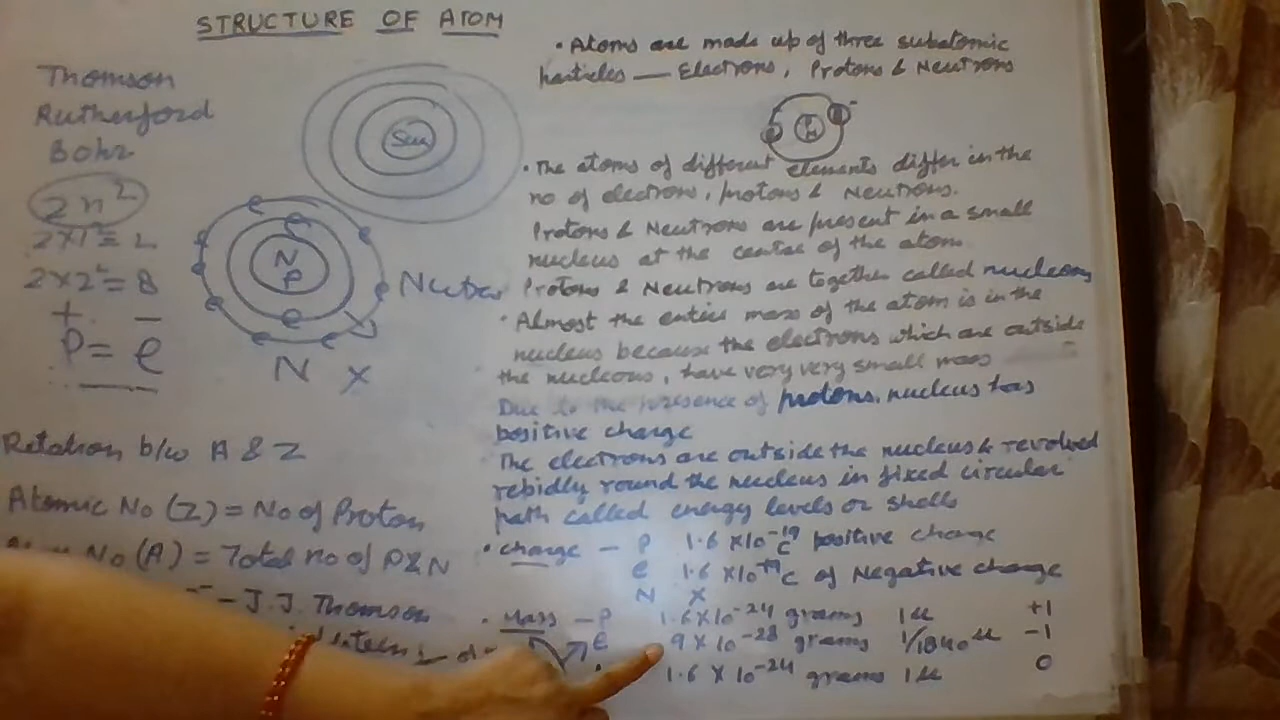 STRUCTURE OF ATOM
Thomson
Rutherford
Bohr
2n²
2×1²=2
2×2²=8
+ −
P = e
Sun
e
e
e
e
e
e
e
e
e
e
N
P
N X
Relation b/w A & Z
Atomic No (Z) = No of Proton
No (A) = Total no of P&N
– J.J. Thomson
• Atoms are made up of three subatomic
particles — Electrons, Protons & Neutrons
• The atoms of different elements differ in the
no of electrons, protons & Neutrons.
Protons & Neutrons are present in a small
nucleus at the centre of the atom
Protons & Neutrons are together called nucleons
• Almost the entire mass of the atom is in the
nucleus because the electrons which are outside
the nucleous, have very very small mass
Due to the presence of protons, nucleus has
positive charge
The electrons are outside the nucleus & revolved
rebidly round the nucleus in fixed circular
path called energy levels or shells
• charge – P 1.6 ×10⁻¹⁹ C positive charge
e 1.6 ×10⁻¹⁹ C of Negative charge
N X
• Mass – P 1.6×10⁻²⁴ grams 1u +1
e 9 × 10⁻²⁸ grams 1/1840 u −1
1.6 × 10⁻²⁴ grams 1u 0